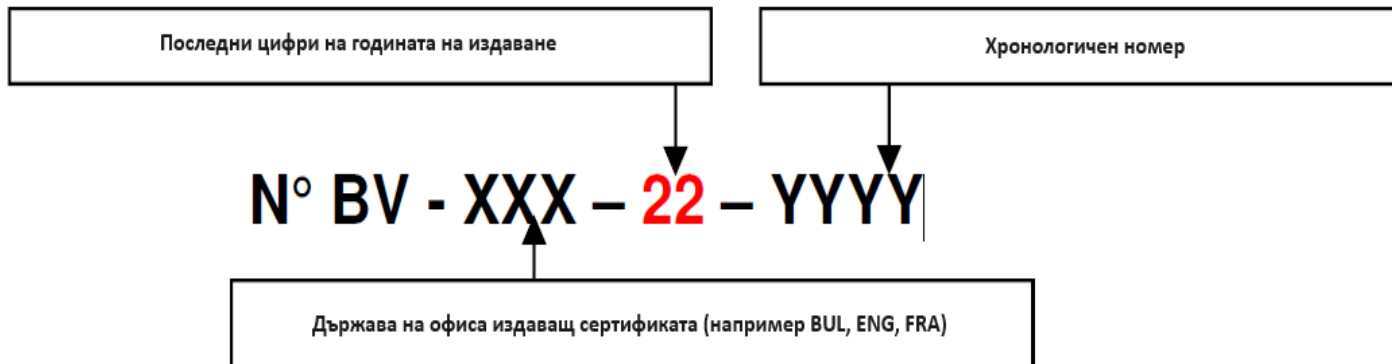 Последни цифри на годината на издаване
Хронологичен номер
N° BV - XXX – 22 – YYYY
Държава на офиса издаващ сертификата (например BUL, ENG, FRA)